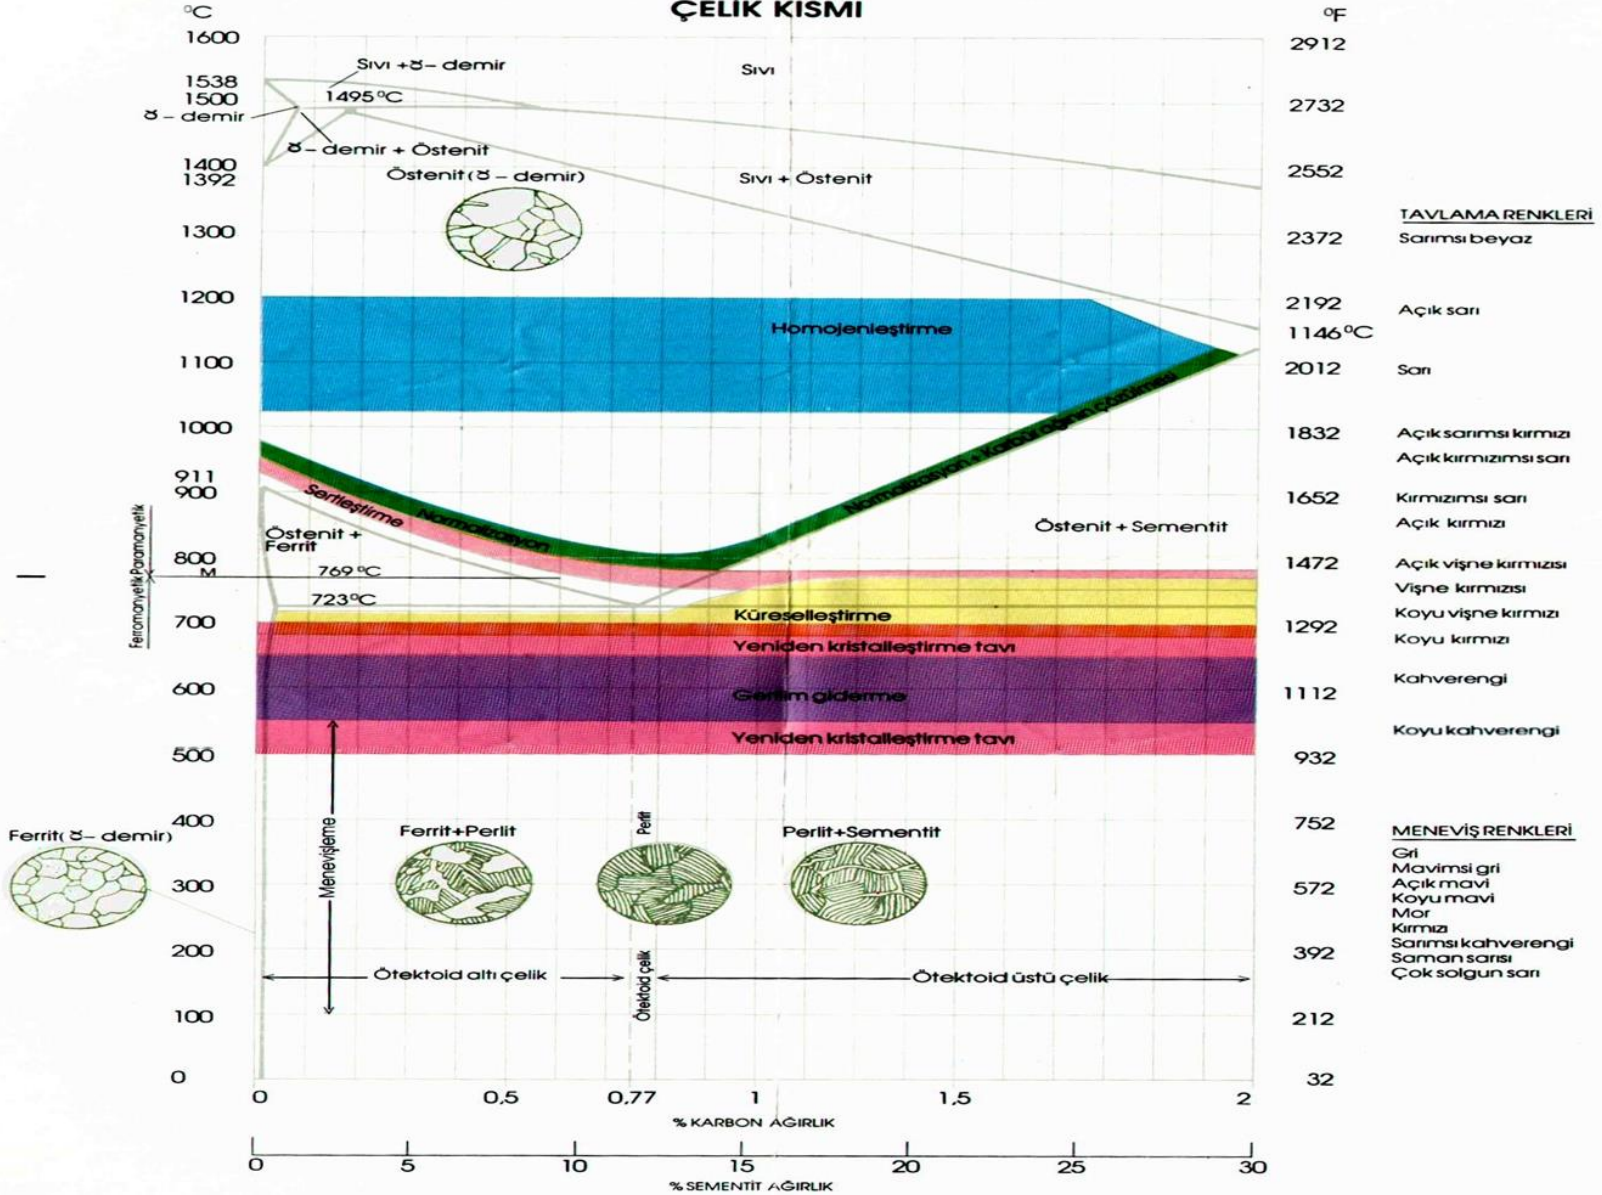 ÇELİK KISMI
°C
°F
1600
2912
Sıvı +ɣ– demir
Sıvı
1538
1495 °C
1500
2732
ɣ – demir
ɣ – demir + Östenit
1400
2552
1392
Östenit (ɣ – demir)
Sıvı + Östenit
TAVLAMA RENKLERİ
1300
2372
Sarımsı beyaz
1200
2192
Açık sarı
Homojenleştirme
1146 °C
1100
2012
Sarı
1000
1832
Açık sarımsı kırmızı
Açık kırmızımsı sarı
911
900
1652
Kırmızımsı sarı
Sertleştirme
Normalizasyon
Normalizasyon + Karbür ağının çözülmesi
Östenit +
Ferrit
Östenit + Sementit
Açık kırmızı
Ferromanyetik Paramanyetik
800
1472
Açık vişne kırmızısı
M
769 °C
Vişne kırmızısı
723 °C
Küreselleştirme
Koyu vişne kırmızı
700
1292
Koyu kırmızı
Yeniden kristalleştirme tavı
Kahverengi
600
Gerilim giderme
1112
Koyu kahverengi
Yeniden kristalleştirme tavı
500
932
400
752
Menevişleme
Perlit
Ferrit( ɣ – demir)
Ferrit+Perlit
Perlit+Sementit
MENEVİŞ RENKLERİ
Gri
Mavimsi gri
300
572
Açık mavi
Koyu mavi
Mor
Kırmızı
200
392
Sarımsı kahverengi
Saman sarısı
Ötektoid altı çelik
Ötektoid çelik
Ötektoid üstü çelik
Çok solgun sarı
100
212
0
32
0 0,5 0,77 1 1,5 2
% KARBON AĞIRLIK
0 5 10 15 20 25 30
% SEMENTİT AĞIRLIK